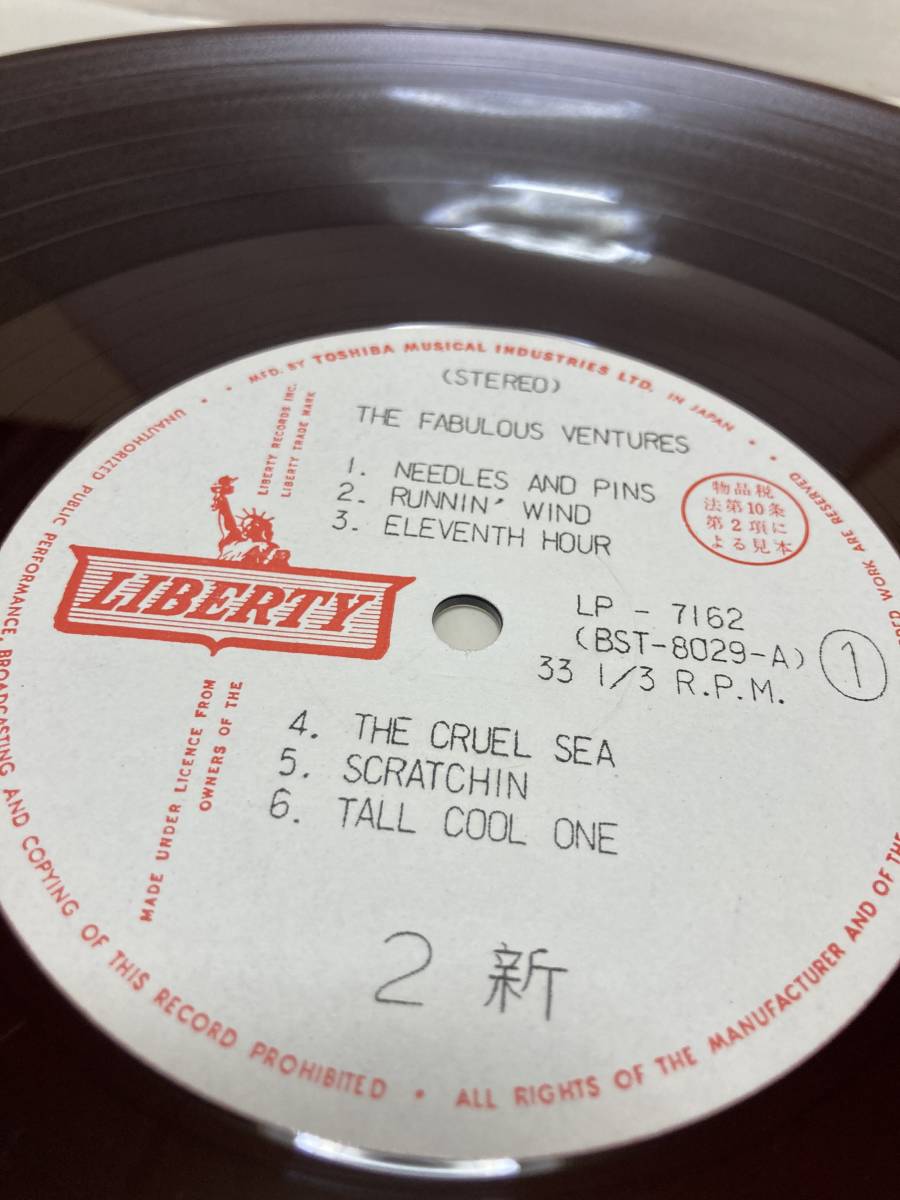 MFD. BY TOSHIBA MUSICAL INDUSTRIES LTD. IN JAPAN
(STEREO)
THE FABULOUS VENTURES
1. NEEDLES AND PINS
2. RUNNIN' WIND
3. ELEVENTH HOUR
物品税
法第10条
第2項に
よる見本
LIBERTY RECORDS INC.
LIBERTY TRADE MARK
LIBERTY
LP - 7162
(BST-8029-A)
33 1/3 R.P.M.
1
MADE UNDER LICENCE FROM
OWNERS OF THE
4. THE CRUEL SEA
5. SCRATCHIN
6. TALL COOL ONE
2 新
UNAUTHORIZED PUBLIC PERFORMANCE, BROADCASTING AND COPYING OF THIS RECORD PROHIBITED • ALL RIGHTS OF THE MANUFACTURER AND OF THE
WORK ARE RESERVED